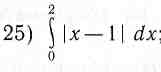 25) ∫₀² |x − 1| dx;